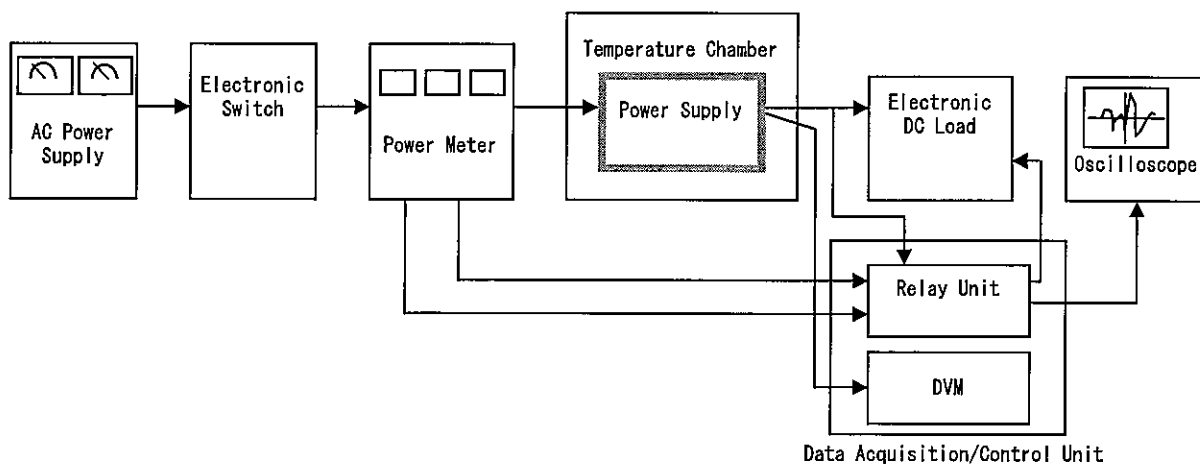 AC Power
Supply
Electronic
Switch
Power Meter
Temperature Chamber
Power Supply
Electronic
DC Load
Oscilloscope
Relay Unit
DVM
Data Acquisition/Control Unit